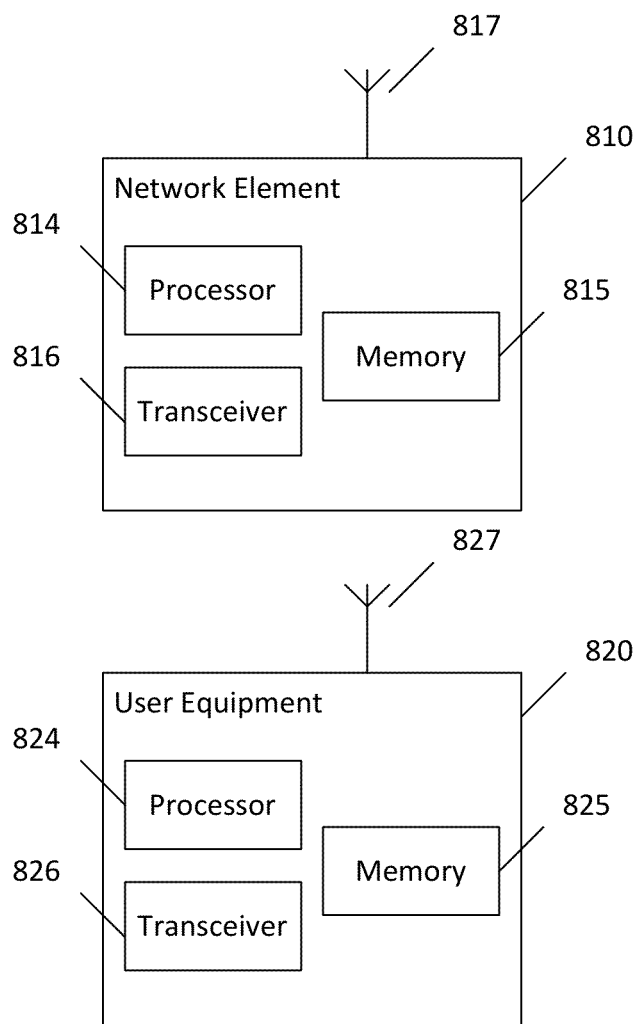 817
810
Network Element
814
Processor
815
Memory
816
Transceiver
827
820
User Equipment
824
Processor
825
Memory
826
Transceiver